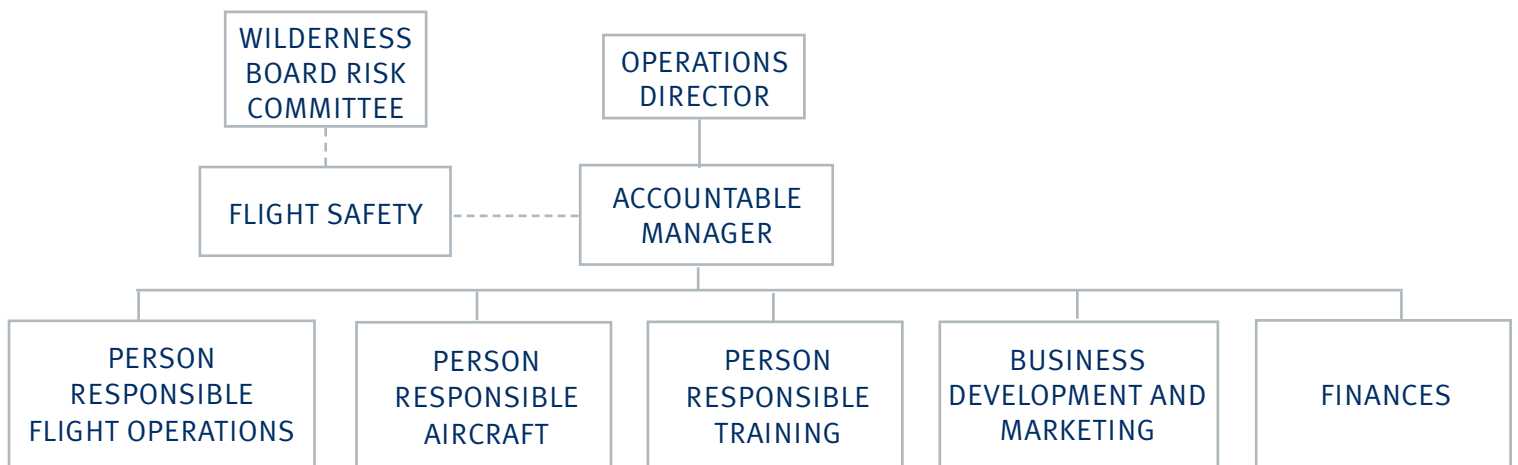 WILDERNESS
BOARD RISK
COMMITTEE
OPERATIONS
DIRECTOR
FLIGHT SAFETY
ACCOUNTABLE
MANAGER
PERSON
RESPONSIBLE
FLIGHT OPERATIONS
PERSON
RESPONSIBLE
AIRCRAFT
PERSON
RESPONSIBLE
TRAINING
BUSINESS
DEVELOPMENT AND
MARKETING
FINANCES